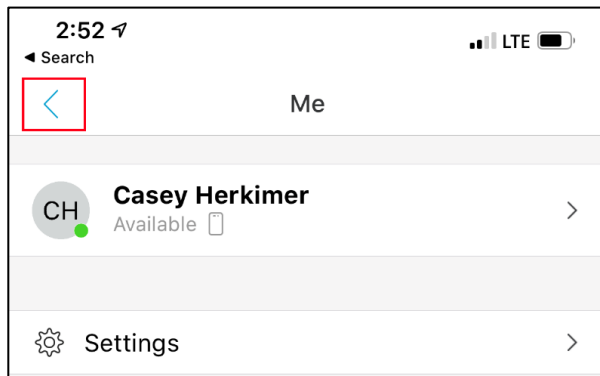 2:52
◀ Search
LTE
Me
CH
Casey Herkimer
Available
Settings